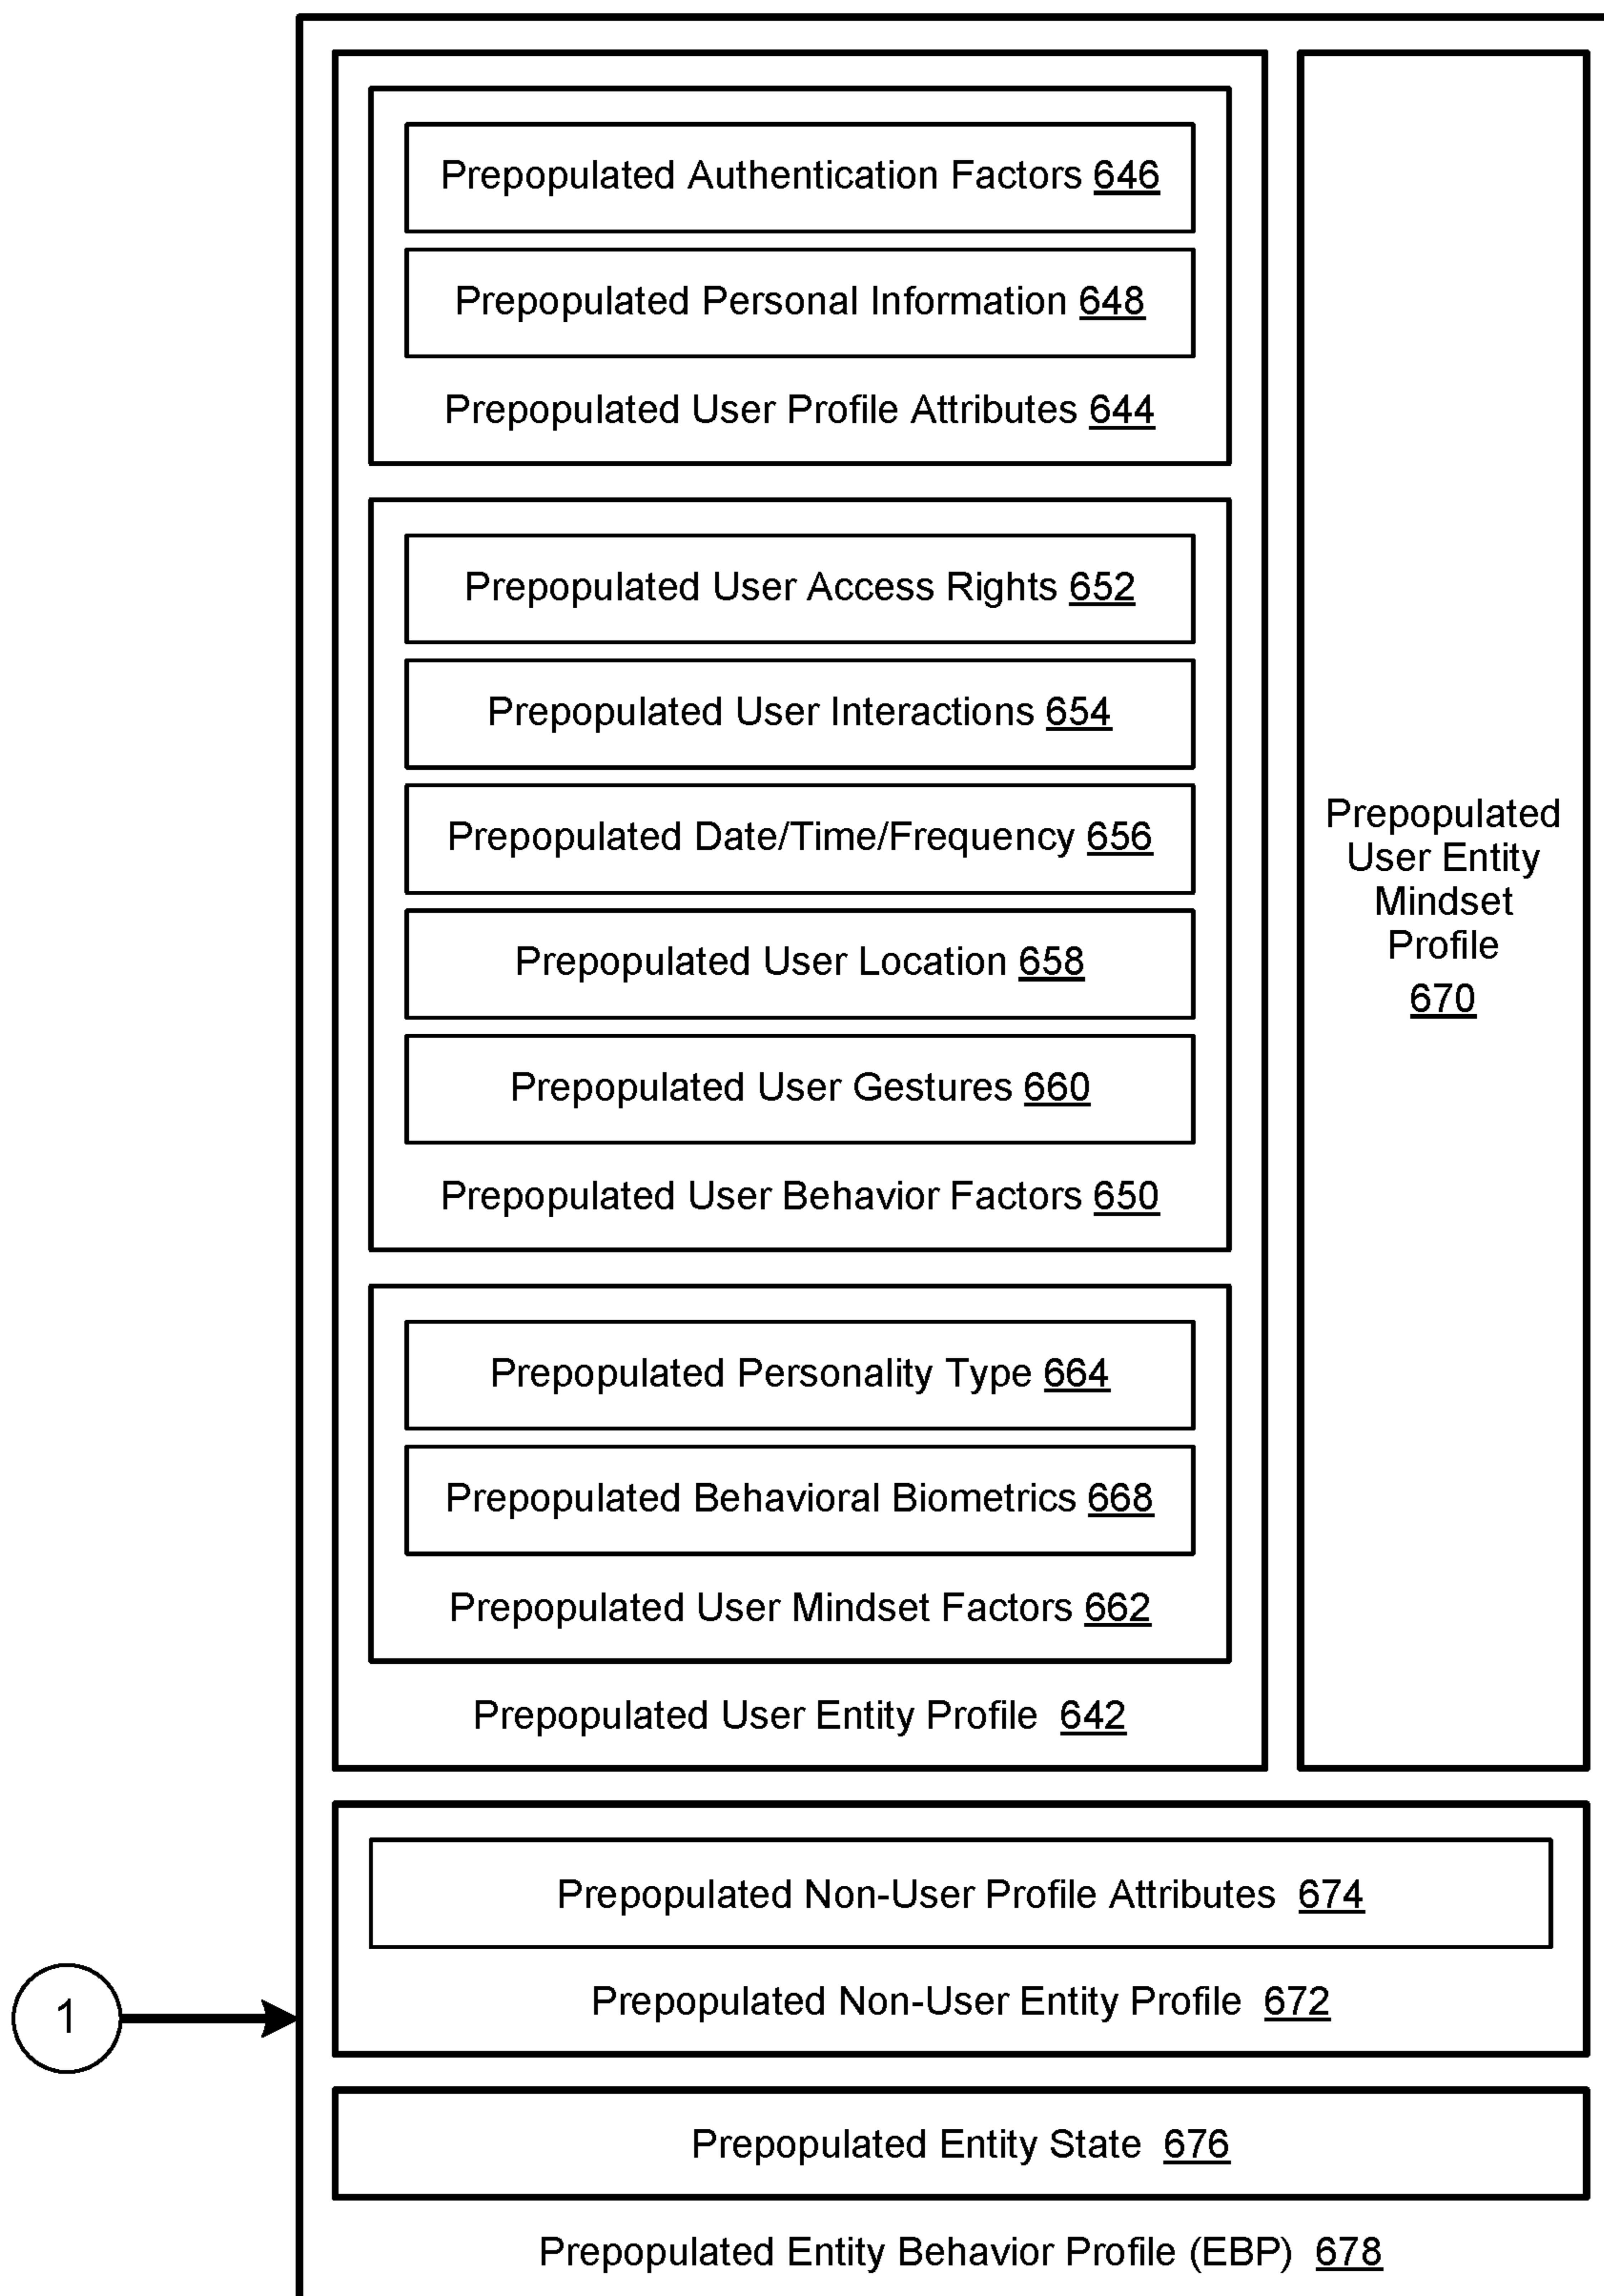 Prepopulated Authentication Factors 646
Prepopulated Personal Information 648
Prepopulated User Profile Attributes 644
Prepopulated User Access Rights 652
Prepopulated User Interactions 654
Prepopulated Date/Time/Frequency 656
Prepopulated User Location 658
Prepopulated User Gestures 660
Prepopulated User Behavior Factors 650
Prepopulated Personality Type 664
Prepopulated Behavioral Biometrics 668
Prepopulated User Mindset Factors 662
Prepopulated User Entity Profile 642
Prepopulated
User Entity
Mindset
Profile
670
Prepopulated Non-User Profile Attributes 674
Prepopulated Non-User Entity Profile 672
1
Prepopulated Entity State 676
Prepopulated Entity Behavior Profile (EBP) 678